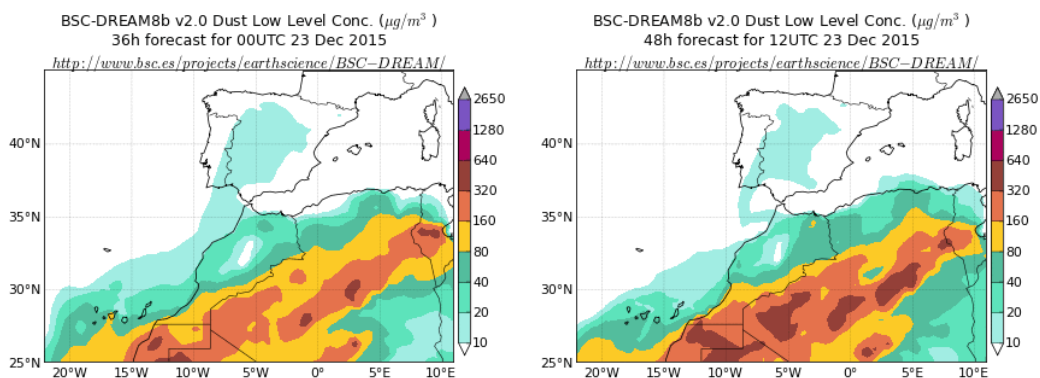 BSC-DREAM8b v2.0 Dust Low Level Conc. (μg/m³ )
36h forecast for 00UTC 23 Dec 2015
http://www.bsc.es/projects/earthscience/BSC−DREAM/
2650
1280
640
320
160
80
40
20
10
40°N
35°N
30°N
25°N
20°W
15°W
10°W
5°W
0°
5°E
10°E
BSC-DREAM8b v2.0 Dust Low Level Conc. (μg/m³ )
48h forecast for 12UTC 23 Dec 2015
http://www.bsc.es/projects/earthscience/BSC−DREAM/
2650
1280
640
320
160
80
40
20
10
40°N
35°N
30°N
25°N
20°W
15°W
10°W
5°W
0°
5°E
10°E